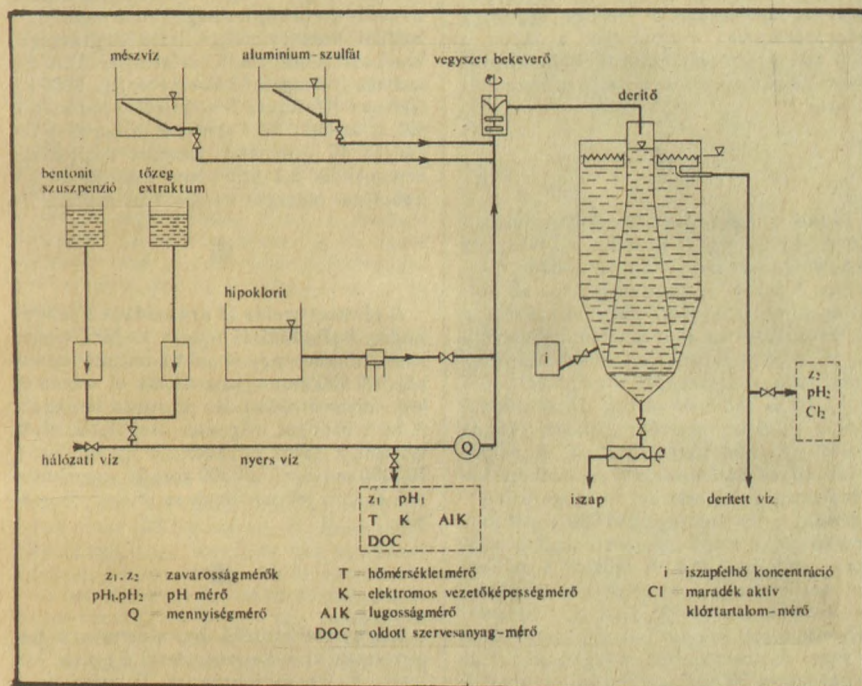 mészvíz
aluminium-szulfát
vegyszer bekeverő
derítő
bentonit
szuszpenzió
tőzeg
extraktum
hipoklorit
i
z₂
pH₂
Cl₂
hálózati víz
nyers víz
Q
z₁ pH₁
T K AlK
DOC
iszap
derített víz
z₁.z₂ = zavarosságmérők
pH₁.pH₂ = pH mérő
Q = mennyiségmérő
T = hőmérsékletmérő
K = elektromos vezetőképességmérő
AlK = lugosságmérő
DOC = oldott szervesanyag-mérő
i = iszapfelhő koncentráció
Cl = maradék aktív
klórtartalom-mérő